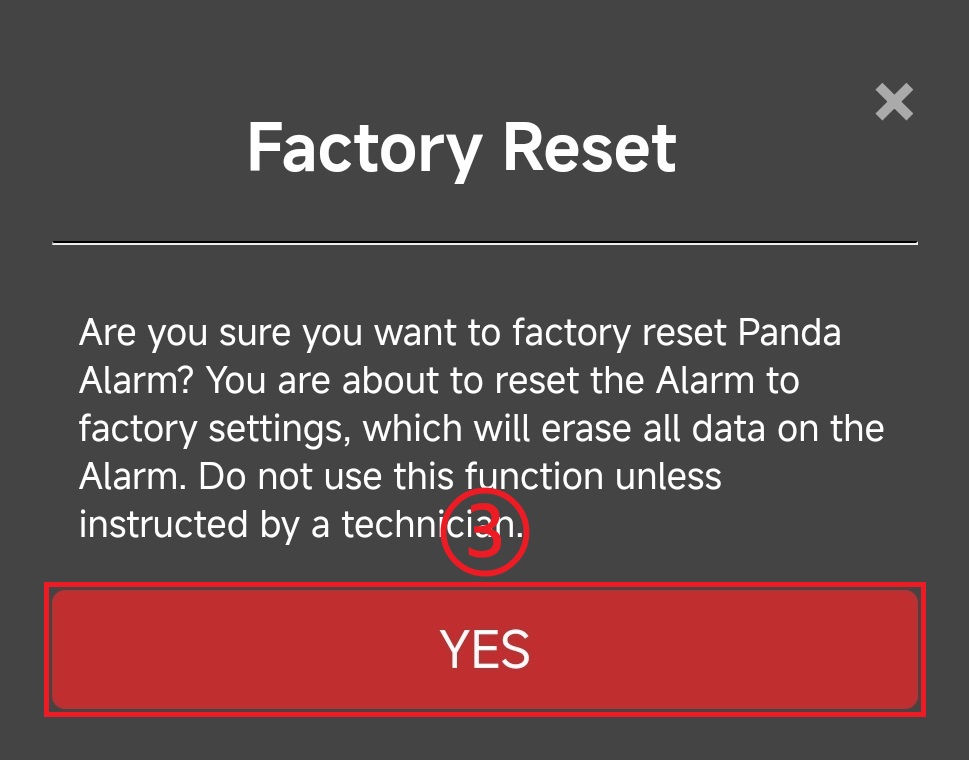 Factory Reset
Are you sure you want to factory reset Panda
Alarm? You are about to reset the Alarm to
factory settings, which will erase all data on the
Alarm. Do not use this function unless
instructed by a technician.
③
YES